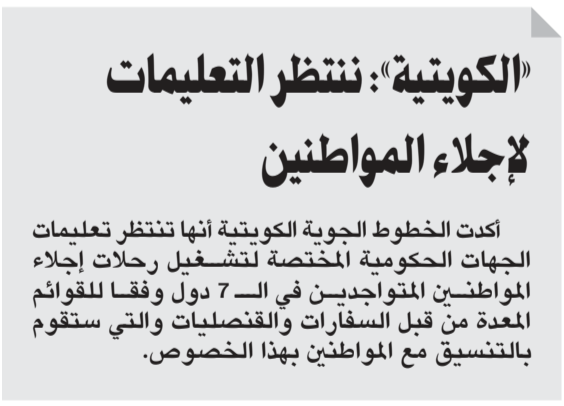 «الكويتية»: ننتظر التعليمات
لإجلاء المواطنين
أكدت الخطوط الجوية الكويتية أنها تنتظر تعليمات
الجهات الحكومية المختصة لتشغيل رحلات إجلاء
المواطنين المتواجدين في الـ 7 دول وفقا للقوائم
المعدة من قبل السفارات والقنصليات والتي ستقوم
بالتنسيق مع المواطنين بهذا الخصوص.